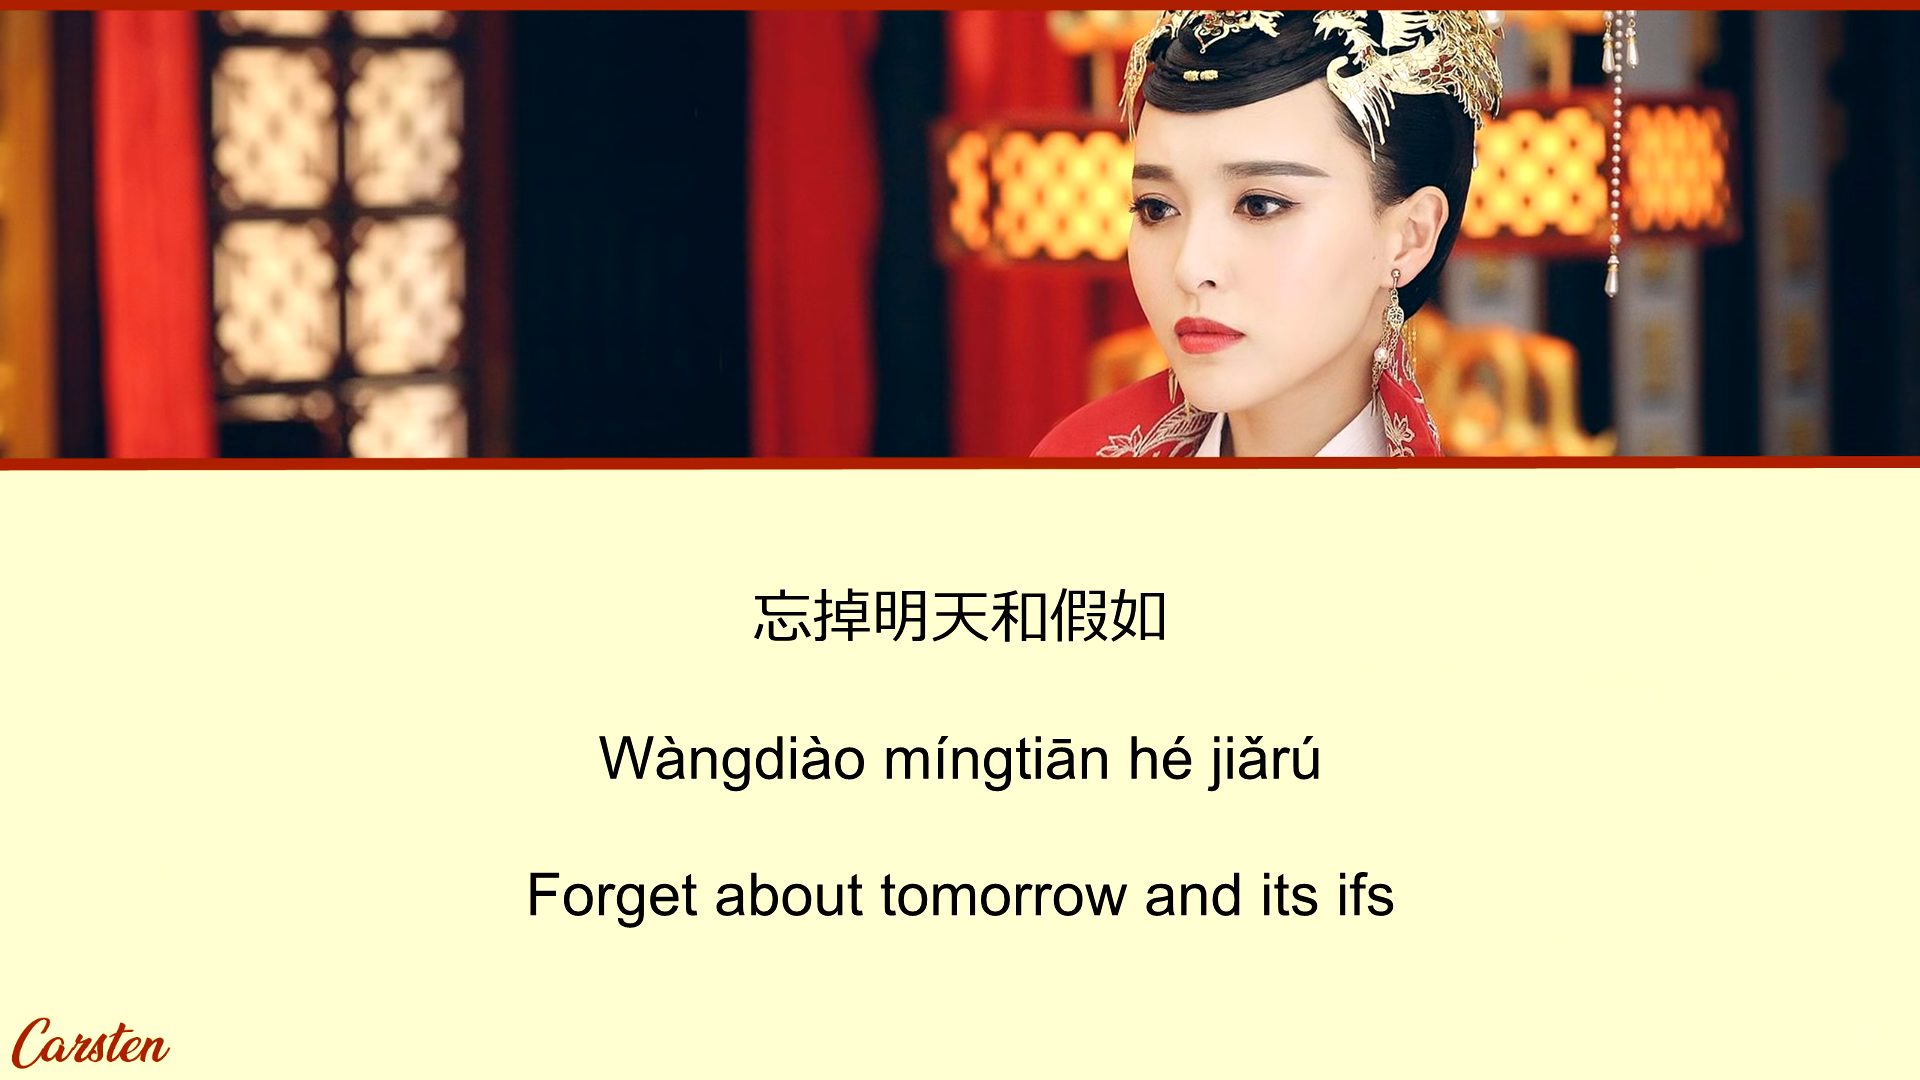 忘掉明天和假如
Wàngdiào míngtiān hé jiǎrú
Forget about tomorrow and its ifs
Carsten